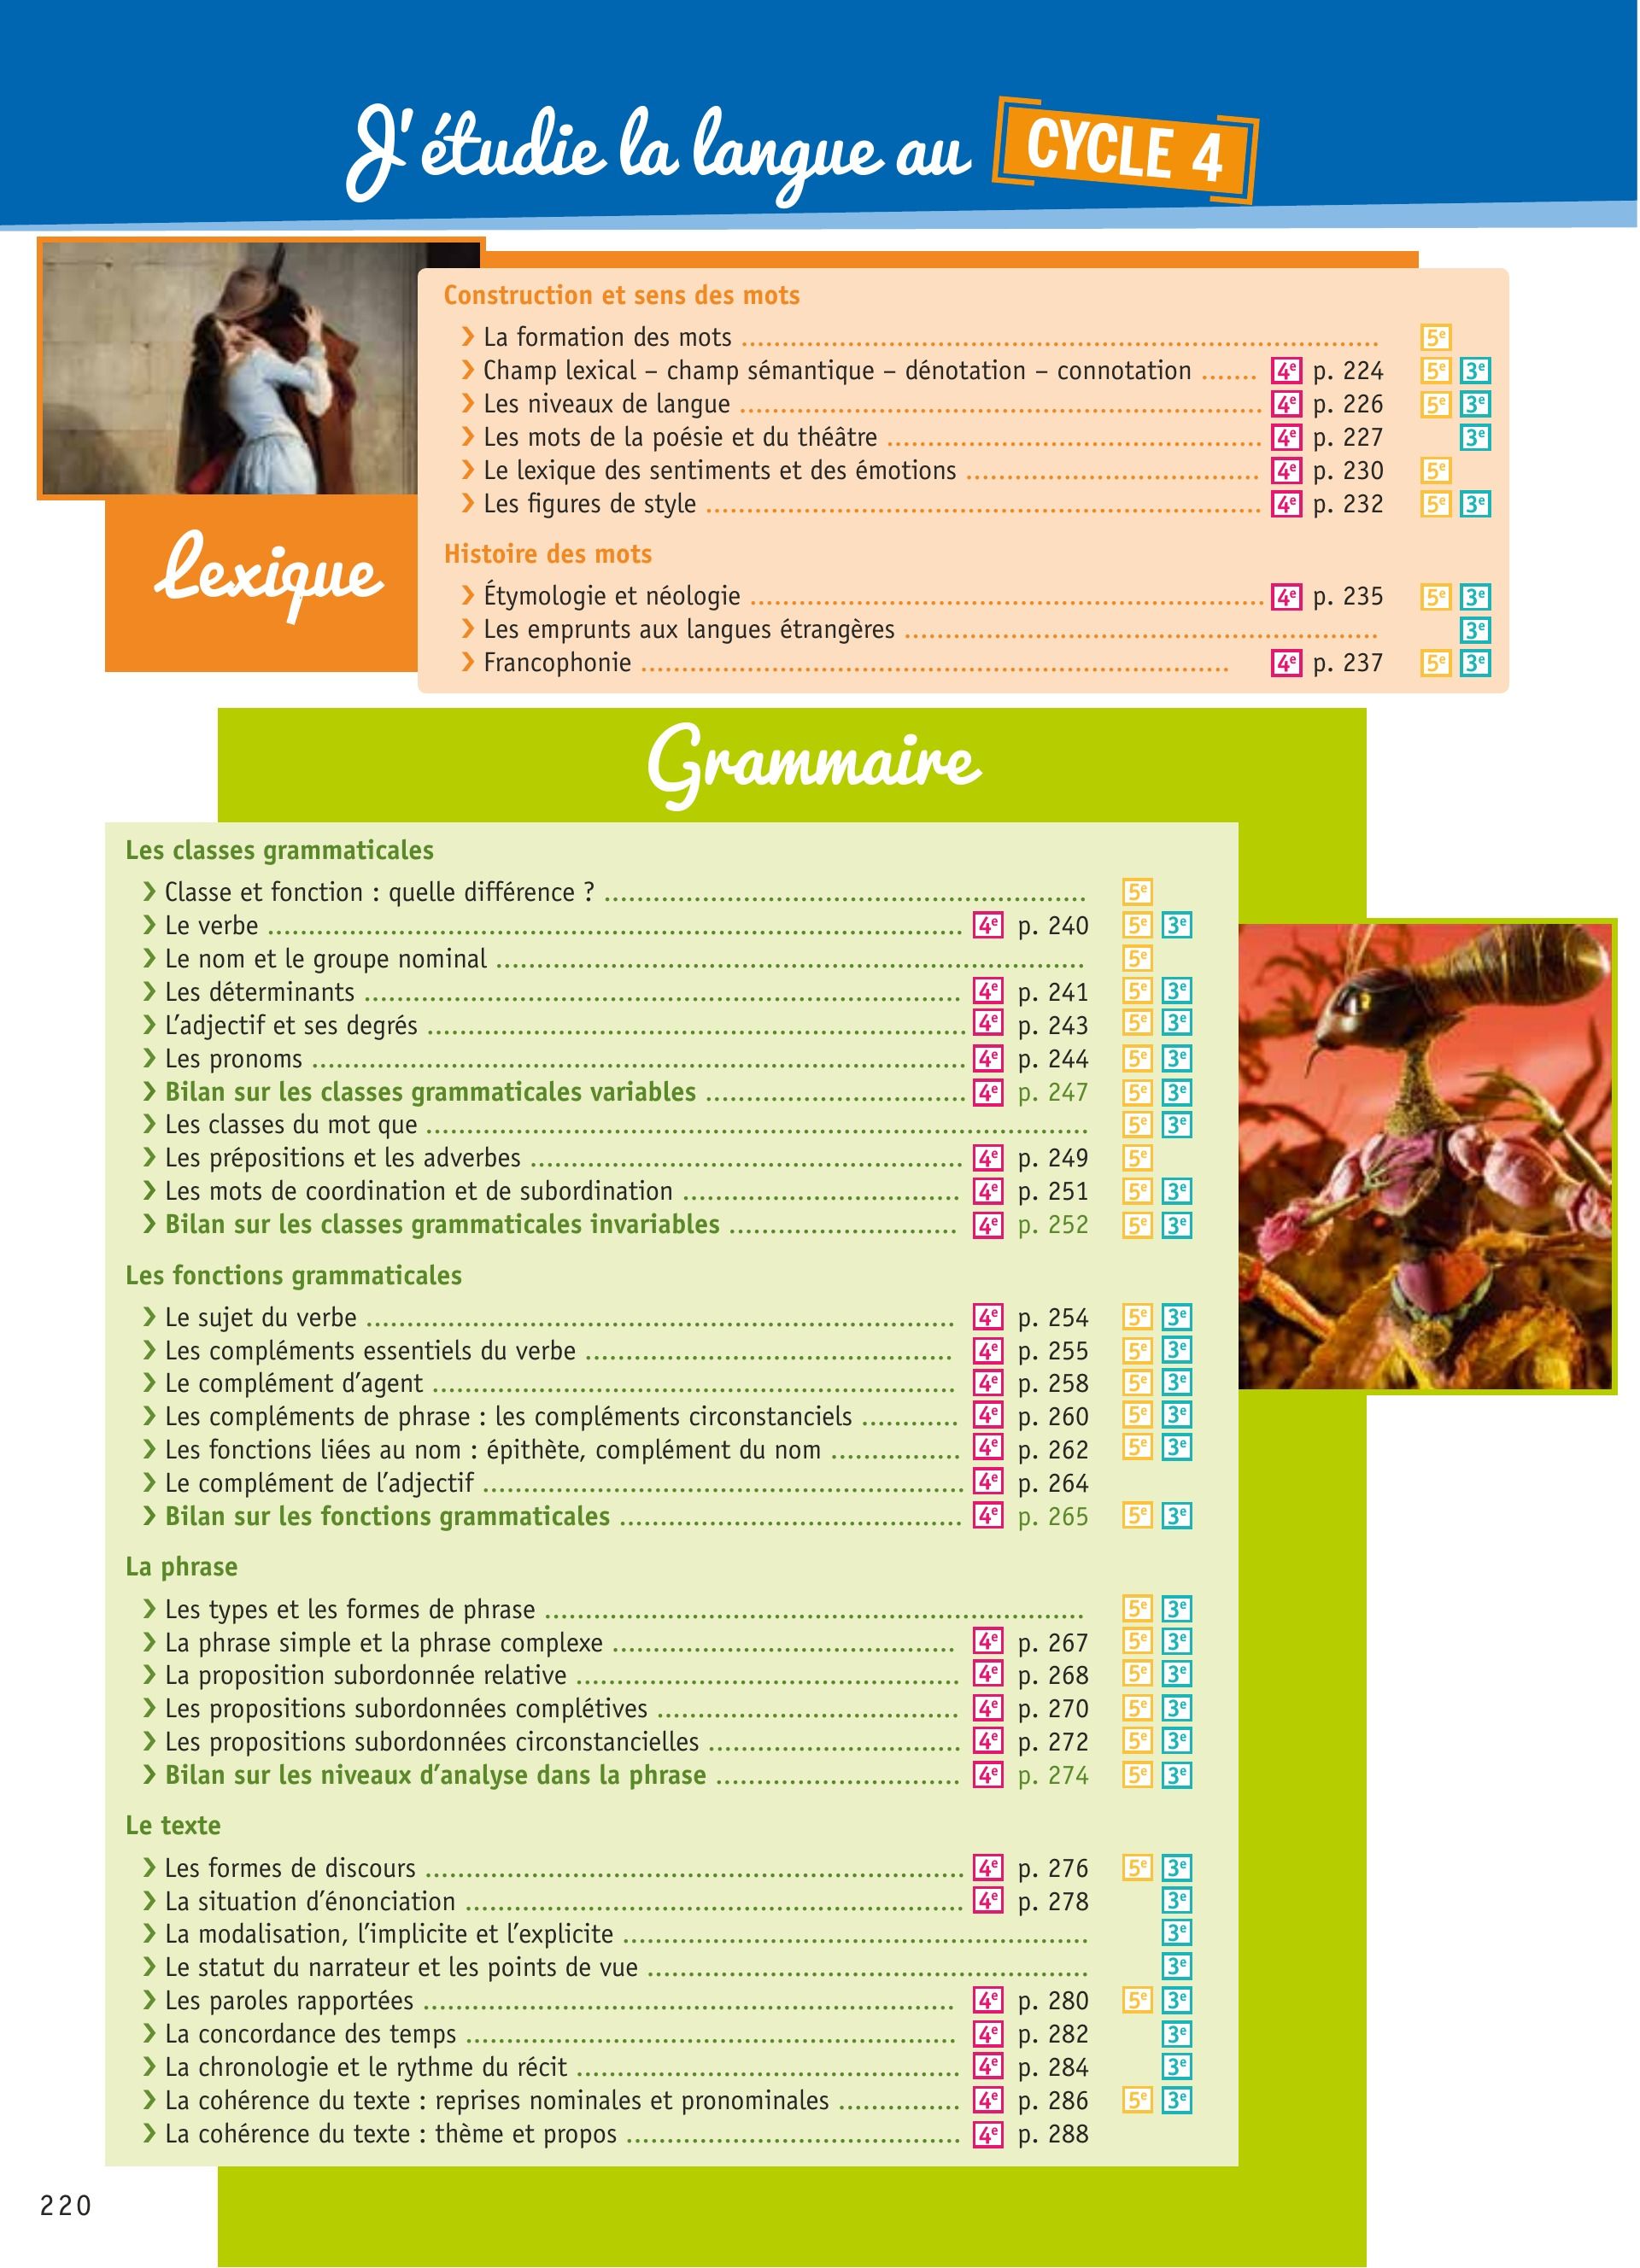 J'étudie la langue au CYCLE 4
Construction et sens des mots
❯ La formation des mots ........ 5e
❯ Champ lexical – champ sémantique – dénotation – connotation ....... 4e p. 224 5e 3e
❯ Les niveaux de langue ........ 4e p. 226 5e 3e
❯ Les mots de la poésie et du théâtre ........ 4e p. 227 3e
❯ Le lexique des sentiments et des émotions ........ 4e p. 230 5e
❯ Les figures de style ........ 4e p. 232 5e 3e
Histoire des mots
❯ Étymologie et néologie ........ 4e p. 235 5e 3e
❯ Les emprunts aux langues étrangères ........ 3e
❯ Francophonie ........ 4e p. 237 5e 3e
Lexique
Grammaire
Les classes grammaticales
❯ Classe et fonction : quelle différence ? ........ 5e
❯ Le verbe ........ 4e p. 240 5e 3e
❯ Le nom et le groupe nominal ........ 5e
❯ Les déterminants ........ 4e p. 241 5e 3e
❯ L'adjectif et ses degrés ........ 4e p. 243 5e 3e
❯ Les pronoms ........ 4e p. 244 5e 3e
❯ Bilan sur les classes grammaticales variables ........ 4e p. 247 5e 3e
❯ Les classes du mot que ........ 5e 3e
❯ Les prépositions et les adverbes ........ 4e p. 249 5e
❯ Les mots de coordination et de subordination ........ 4e p. 251 5e 3e
❯ Bilan sur les classes grammaticales invariables ........ 4e p. 252 5e 3e
Les fonctions grammaticales
❯ Le sujet du verbe ........ 4e p. 254 5e 3e
❯ Les compléments essentiels du verbe ........ 4e p. 255 5e 3e
❯ Le complément d'agent ........ 4e p. 258 5e 3e
❯ Les compléments de phrase : les compléments circonstanciels ........ 4e p. 260 5e 3e
❯ Les fonctions liées au nom : épithète, complément du nom ........ 4e p. 262 5e 3e
❯ Le complément de l'adjectif ........ 4e p. 264
❯ Bilan sur les fonctions grammaticales ........ 4e p. 265 5e 3e
La phrase
❯ Les types et les formes de phrase ........ 5e 3e
❯ La phrase simple et la phrase complexe ........ 4e p. 267 5e 3e
❯ La proposition subordonnée relative ........ 4e p. 268 5e 3e
❯ Les propositions subordonnées complétives ........ 4e p. 270 5e 3e
❯ Les propositions subordonnées circonstancielles ........ 4e p. 272 5e 3e
❯ Bilan sur les niveaux d'analyse dans la phrase ........ 4e p. 274 5e 3e
Le texte
❯ Les formes de discours ........ 4e p. 276 5e 3e
❯ La situation d'énonciation ........ 4e p. 278 3e
❯ La modalisation, l'implicite et l'explicite ........ 3e
❯ Le statut du narrateur et les points de vue ........ 3e
❯ Les paroles rapportées ........ 4e p. 280 5e 3e
❯ La concordance des temps ........ 4e p. 282 3e
❯ La chronologie et le rythme du récit ........ 4e p. 284 3e
❯ La cohérence du texte : reprises nominales et pronominales ........ 4e p. 286 5e 3e
❯ La cohérence du texte : thème et propos ........ 4e p. 288
220